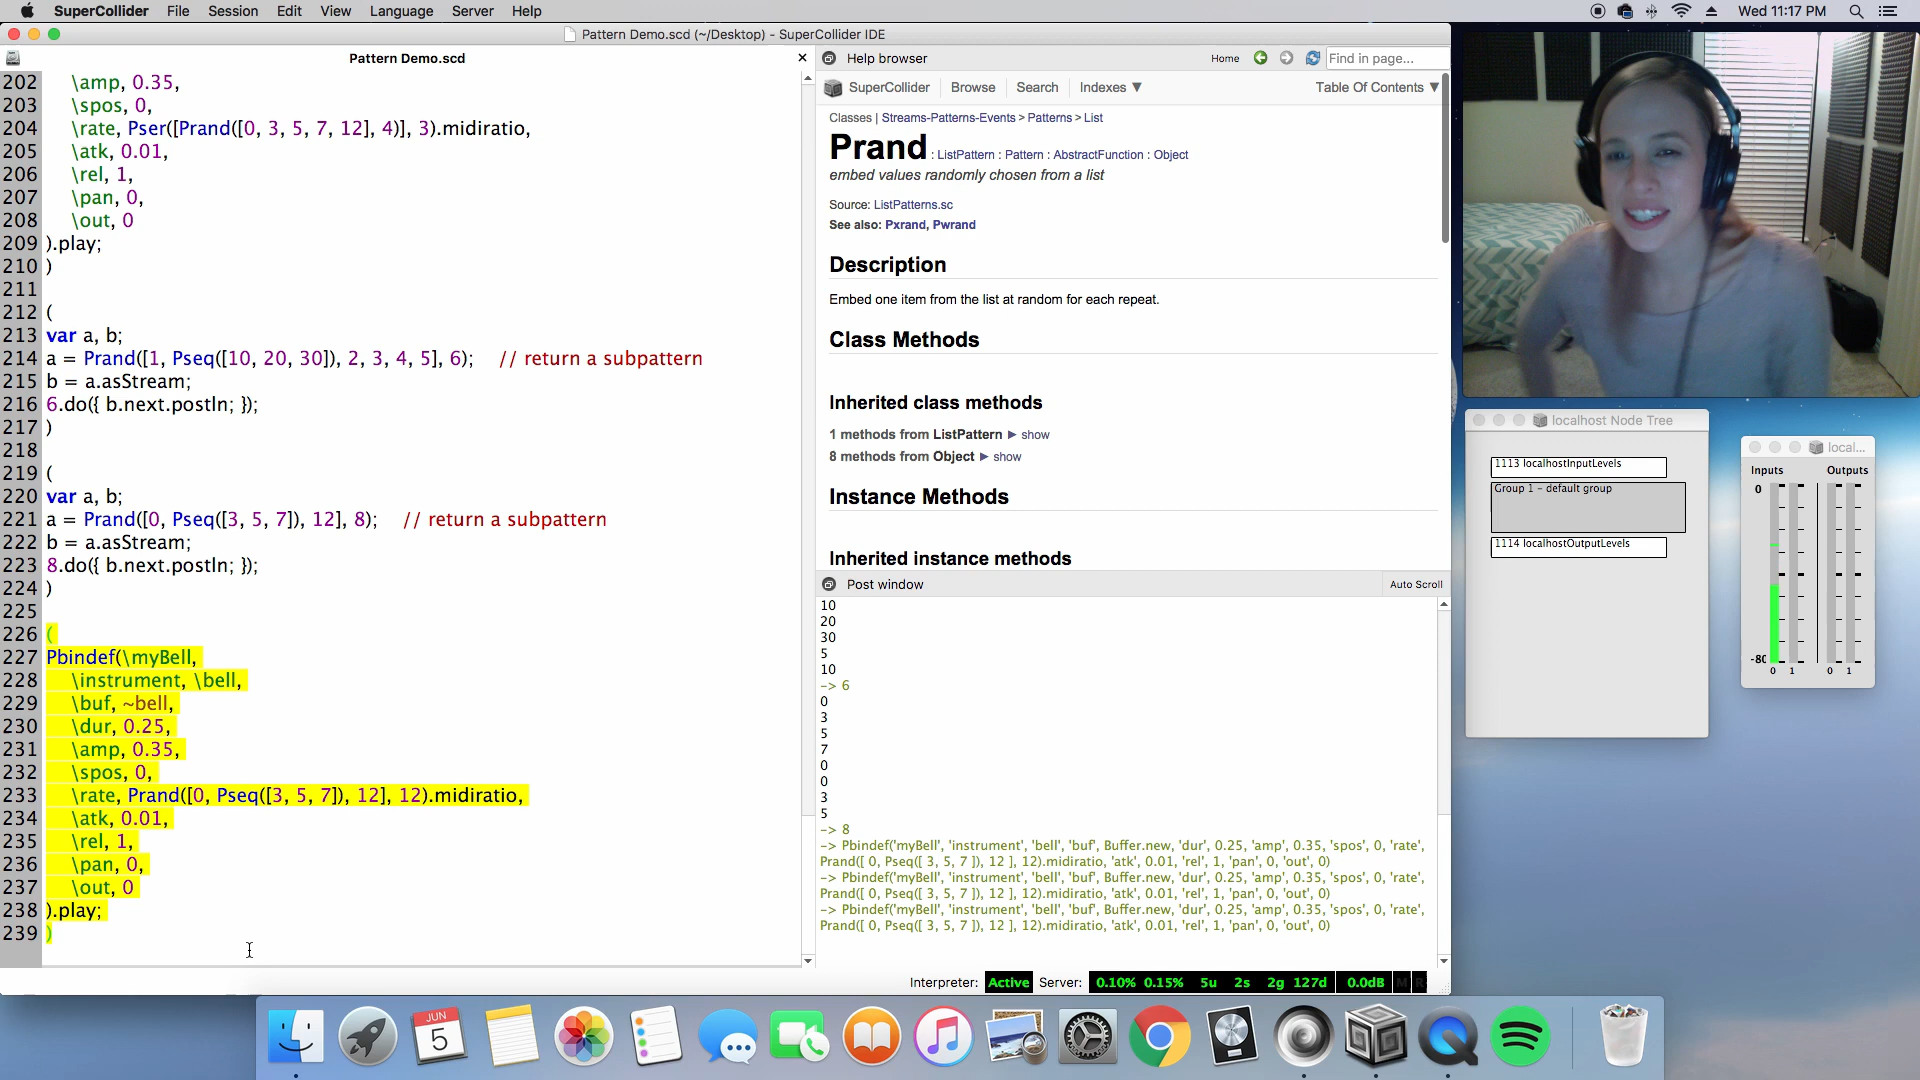 SuperCollider File Session Edit View Language Server Help
Wed 11:17 PM
Pattern Demo.scd (~/Desktop) - SuperCollider IDE
Pattern Demo.scd
202 \amp, 0.35,
203 \spos, 0,
204 \rate, Pser([Prand([0, 3, 5, 7, 12], 4)], 3).midiratio,
205 \atk, 0.01,
206 \rel, 1,
207 \pan, 0,
208 \out, 0
209 ).play;
210 )
211
212 (
213 var a, b;
214 a = Prand([1, Pseq([10, 20, 30]), 2, 3, 4, 5], 6); // return a subpattern
215 b = a.asStream;
216 6.do({ b.next.postln; });
217 )
218
219 (
220 var a, b;
221 a = Prand([0, Pseq([3, 5, 7]), 12], 8); // return a subpattern
222 b = a.asStream;
223 8.do({ b.next.postln; });
224 )
225
226 (
227 Pbindef(\myBell,
228 \instrument, \bell,
229 \buf, ~bell,
230 \dur, 0.25,
231 \amp, 0.35,
232 \spos, 0,
233 \rate, Prand([0, Pseq([3, 5, 7]), 12], 12).midiratio,
234 \atk, 0.01,
235 \rel, 1,
236 \pan, 0,
237 \out, 0
238 ).play;
239 )
Help browser
Home
Find in page...
SuperCollider Browse Search Indexes ▼ Table Of Contents ▼
Classes | Streams-Patterns-Events > Patterns > List
Prand : ListPattern : Pattern : AbstractFunction : Object
embed values randomly chosen from a list
Source: ListPatterns.sc
See also: Pxrand, Pwrand
Description
Embed one item from the list at random for each repeat.
Class Methods
Inherited class methods
1 methods from ListPattern ► show
8 methods from Object ► show
Instance Methods
Inherited instance methods
Post window
Auto Scroll
10
20
30
5
10
-> 6
0
3
5
7
0
0
3
5
-> 8
-> Pbindef('myBell', 'instrument', 'bell', 'buf', Buffer.new, 'dur', 0.25, 'amp', 0.35, 'spos', 0, 'rate',
Prand([ 0, Pseq([ 3, 5, 7 ]), 12 ], 12).midiratio, 'atk', 0.01, 'rel', 1, 'pan', 0, 'out', 0)
-> Pbindef('myBell', 'instrument', 'bell', 'buf', Buffer.new, 'dur', 0.25, 'amp', 0.35, 'spos', 0, 'rate',
Prand([ 0, Pseq([ 3, 5, 7 ]), 12 ], 12).midiratio, 'atk', 0.01, 'rel', 1, 'pan', 0, 'out', 0)
-> Pbindef('myBell', 'instrument', 'bell', 'buf', Buffer.new, 'dur', 0.25, 'amp', 0.35, 'spos', 0, 'rate',
Prand([ 0, Pseq([ 3, 5, 7 ]), 12 ], 12).midiratio, 'atk', 0.01, 'rel', 1, 'pan', 0, 'out', 0)
Interpreter: Active Server: 0.10% 0.15% 5u 2s 2g 127d 0.0dB M R
localhost Node Tree
1113 localhostInputLevels
Group 1 - default group
1114 localhostOutputLevels
local...
Inputs Outputs
0
-80
0 1 0 1
JUN
5